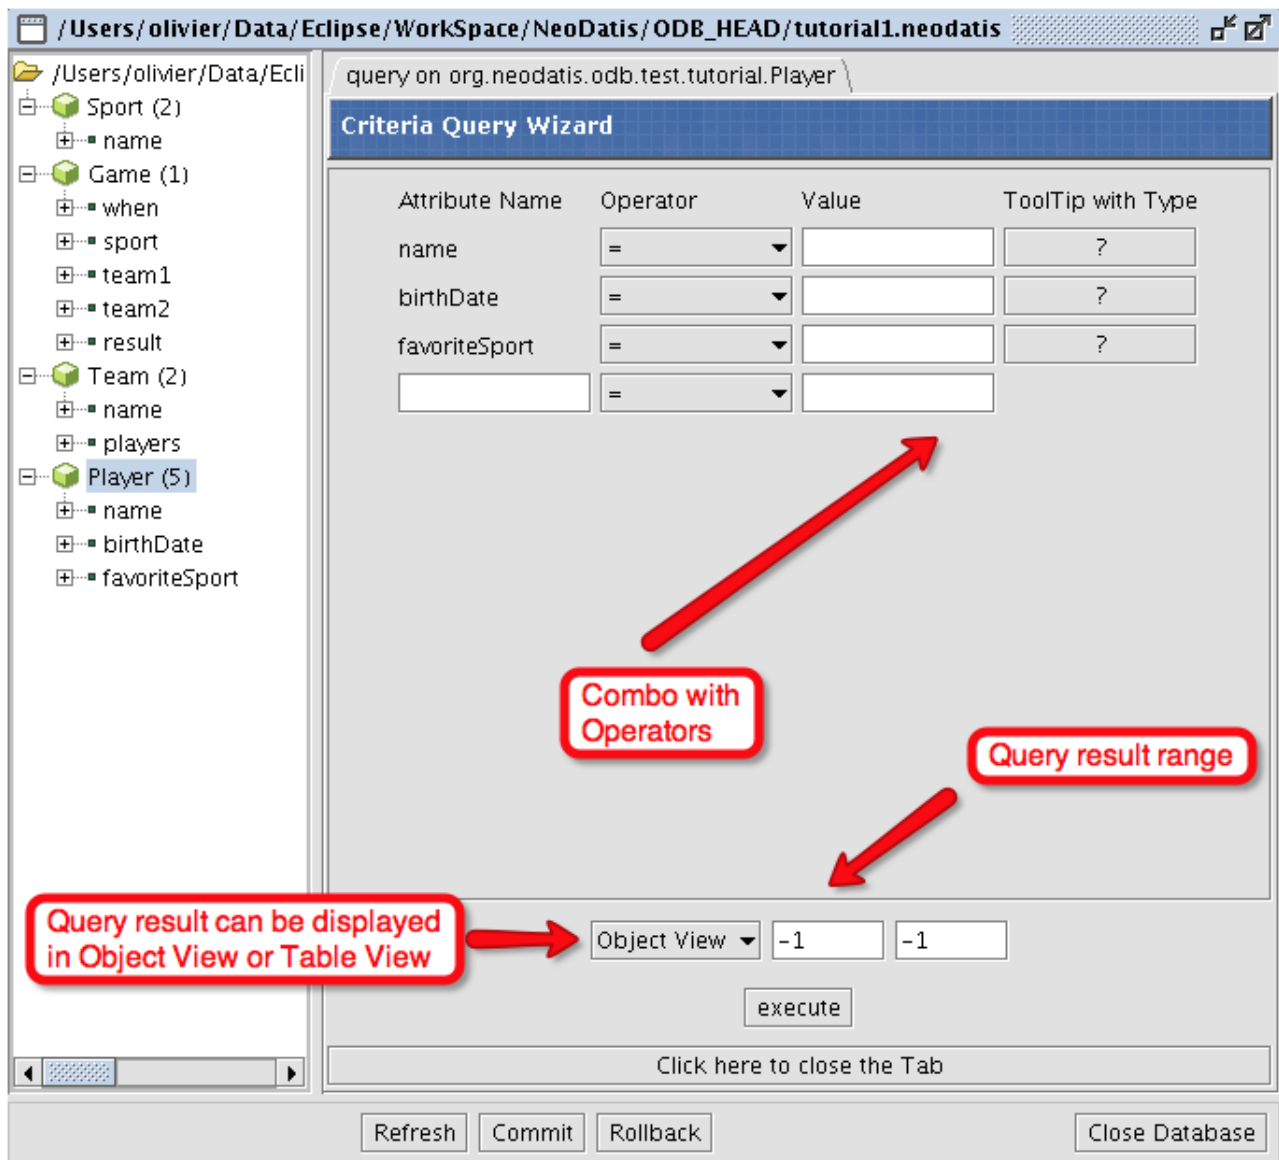 /Users/olivier/Data/Eclipse/WorkSpace/NeoDatis/ODB_HEAD/tutorial1.neodatis
/Users/olivier/Data/Ecli
Sport (2)
name
Game (1)
when
sport
team1
team2
result
Team (2)
name
players
Player (5)
name
birthDate
favoriteSport
query on org.neodatis.odb.test.tutorial.Player
Criteria Query Wizard
Attribute Name Operator Value ToolTip with Type
name = ?
birthDate = ?
favoriteSport = ?
=
Combo with
Operators
Query result range
Query result can be displayed
in Object View or Table View
Object View -1 -1
execute
Click here to close the Tab
Refresh Commit Rollback Close Database